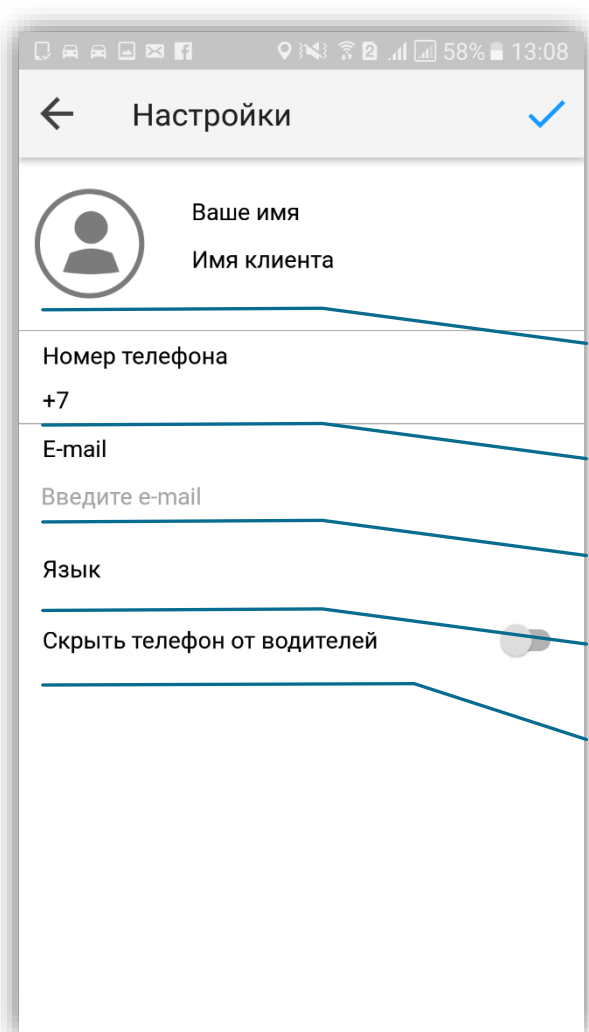 2 58% 13:08
Настройки
Ваше имя
Имя клиента
Номер телефона
+7
E-mail
Введите e-mail
Язык
Скрыть телефон от водителей